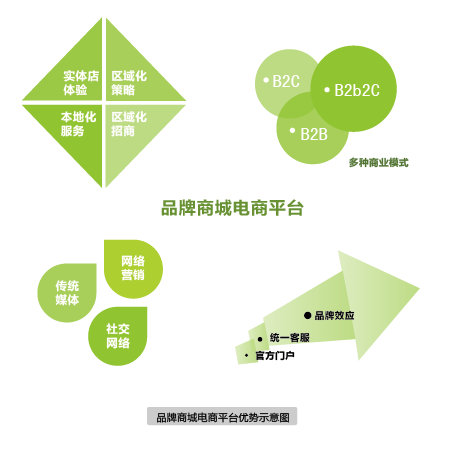 实体店
体验
区域化
策略
本地化
服务
区域化
招商
B2C
B2b2C
B2B
多种商业模式
品牌商城电商平台
网络
营销
传统
媒体
社交
网络
品牌效应
统一客服
官方门户
品牌商城电商平台优势示意图